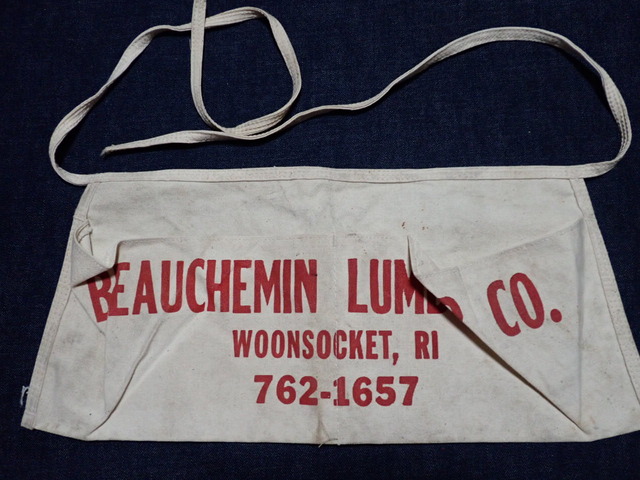 BEAUCHEMIN LUMB CO.
WOONSOCKET, RI
762-1657